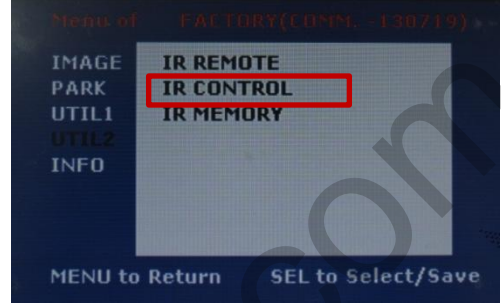 Menu of FACTORY(COMM. -130719)
IMAGE IR REMOTE
PARK IR CONTROL
UTIL1 IR MEMORY
UTIL2
INFO
MENU to Return SEL to Select/Save